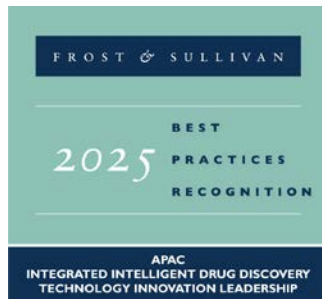 FROST & SULLIVAN
BEST
2025 PRACTICES
RECOGNITION
APAC
INTEGRATED INTELLIGENT DRUG DISCOVERY
TECHNOLOGY INNOVATION LEADERSHIP